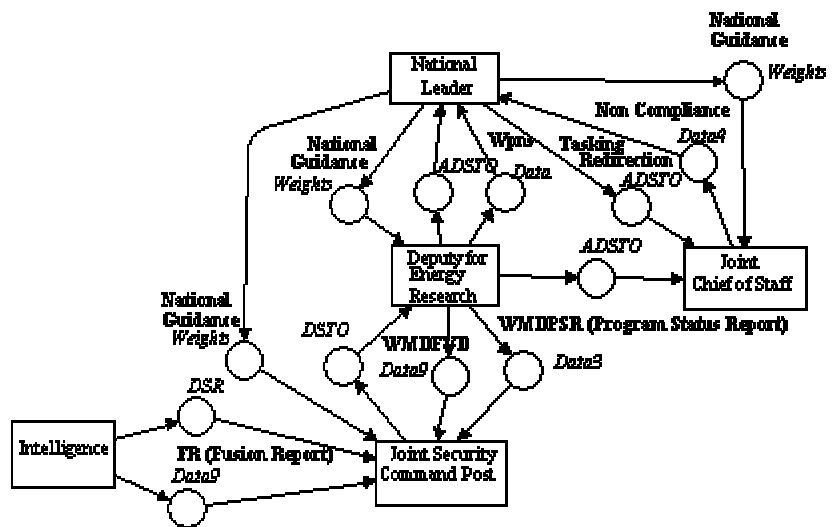 National
Guidance
Weights
National
Leader
Non Compliance
National
Guidance
Weights
ADSTO
Wpns
Data
Tasking
Redirection
Data4
ADSTO
ADSTO
Deputy for
Energy
Research
Joint
Chief of Staff
National
Guidance
Weights
DSTO
WMDFWD
WMDPSR (Program Status Report)
Data9
Data3
DSR
Intelligence
FR (Fusion Report)
Data9
Joint Security
Command Post